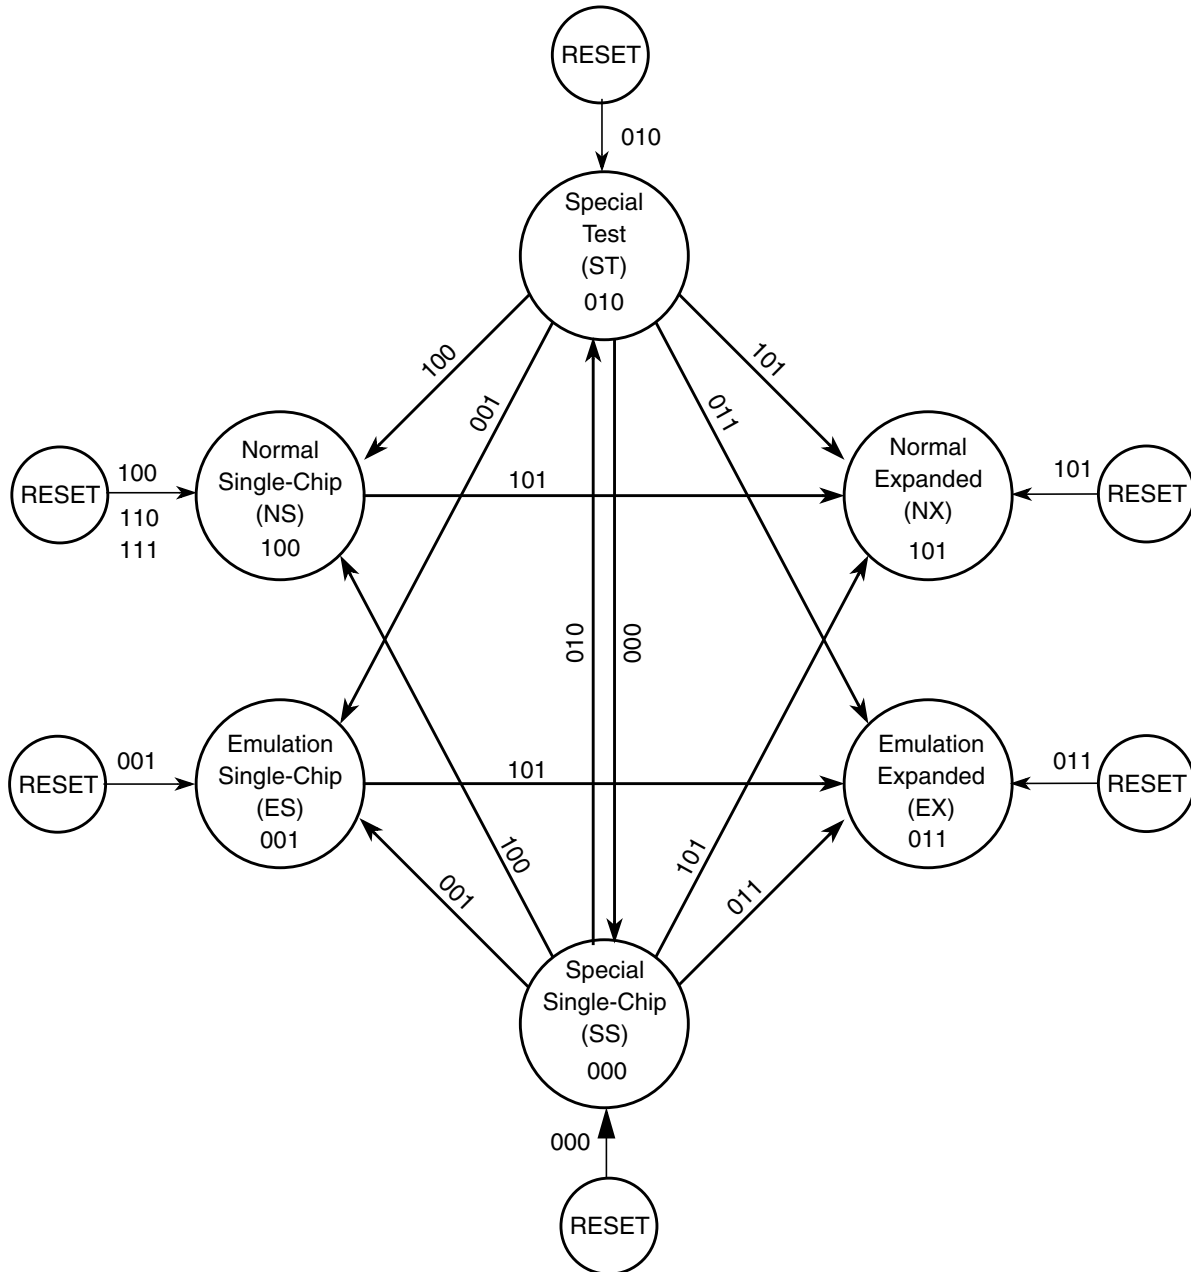 RESET
010
Special
Test
(ST)
010
100
001
101
011
Normal
Single-Chip
(NS)
100
Normal
Expanded
(NX)
101
RESET
100
110
111
101
101
RESET
010
000
Emulation
Single-Chip
(ES)
001
Emulation
Expanded
(EX)
011
RESET
001
101
011
RESET
100
001
101
011
Special
Single-Chip
(SS)
000
000
RESET